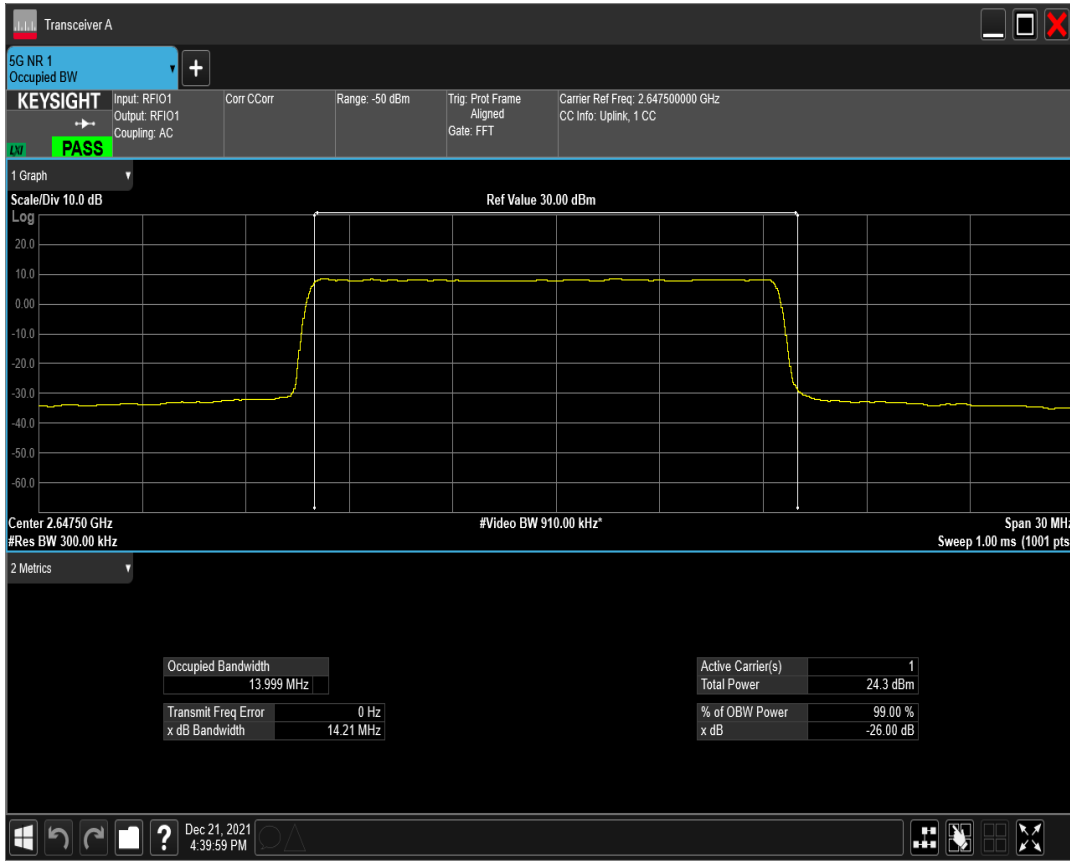 Transceiver A
5G NR 1
Occupied BW
+
KEYSIGHT
LXI
PASS
Input: RFIO1
Output: RFIO1
Coupling: AC
Corr CCorr
Range: -50 dBm
Trig: Prot Frame
Aligned
Gate: FFT
Carrier Ref Freq: 2.647500000 GHz
CC Info: Uplink, 1 CC
1 Graph
Scale/Div 10.0 dB
Ref Value 30.00 dBm
Log
20.0
10.0
0.00
-10.0
-20.0
-30.0
-40.0
-50.0
-60.0
Center 2.64750 GHz
#Video BW 910.00 kHz*
Span 30 MHz
#Res BW 300.00 kHz
Sweep 1.00 ms (1001 pts
2 Metrics
Occupied Bandwidth
13.999 MHz
Transmit Freq Error 0 Hz
x dB Bandwidth 14.21 MHz
Active Carrier(s) 1
Total Power 24.3 dBm
% of OBW Power 99.00 %
x dB -26.00 dB
?
Dec 21, 2021
4:39:59 PM